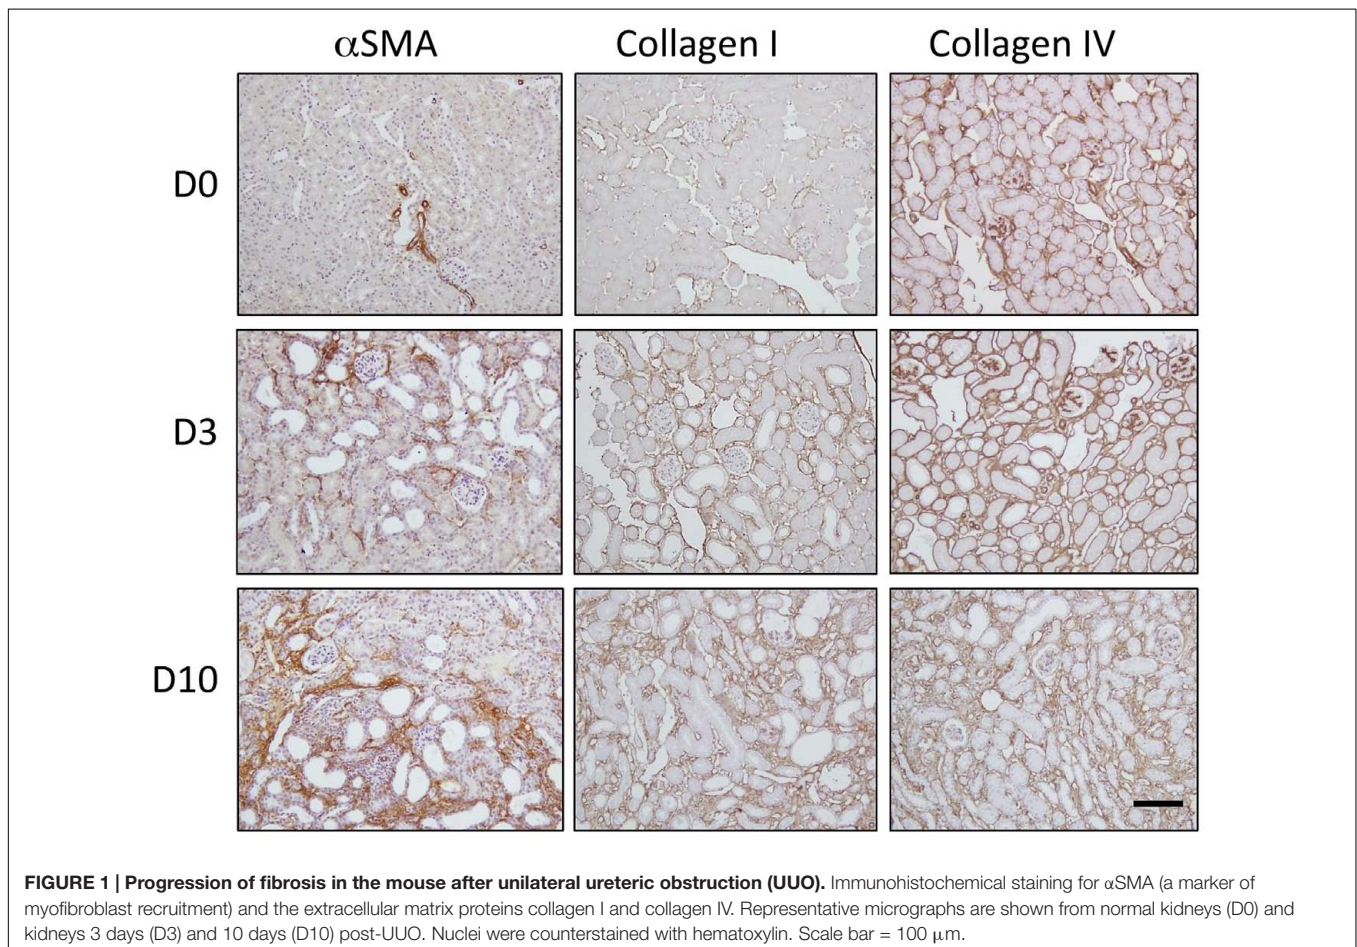 αSMA Collagen I Collagen IV
D0
D3
D10
FIGURE 1 | Progression of fibrosis in the mouse after unilateral ureteric obstruction (UUO). Immunohistochemical staining for αSMA (a marker of
myofibroblast recruitment) and the extracellular matrix proteins collagen I and collagen IV. Representative micrographs are shown from normal kidneys (D0) and
kidneys 3 days (D3) and 10 days (D10) post-UUO. Nuclei were counterstained with hematoxylin. Scale bar = 100 μm.